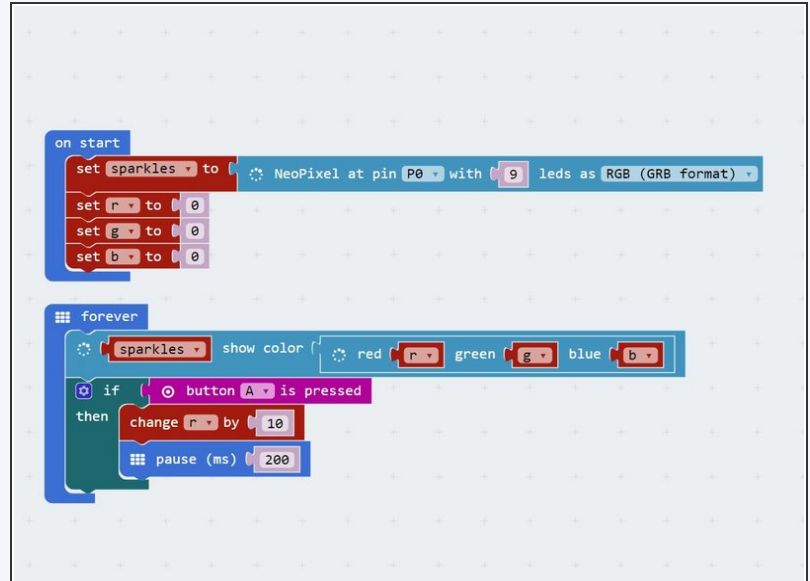 on start
set sparkles to NeoPixel at pin P0 with 9 leds as RGB (GRB format)
set r to 0
set g to 0
set b to 0
forever
sparkles show color red r green g blue b
if button A is pressed
then change r by 10
pause (ms) 200